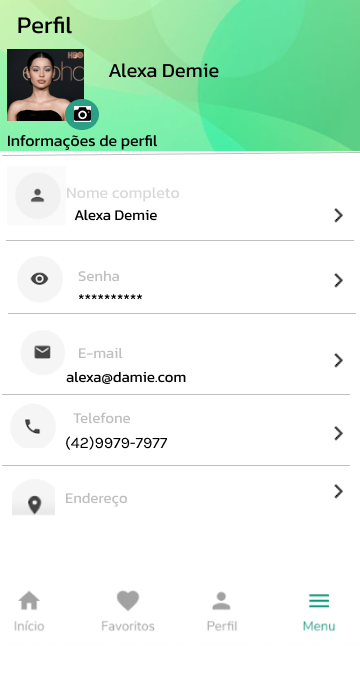 Perfil
HBO
Alexa Demie
Informações de perfil
Nome completo
Alexa Demie
Senha
**********
E-mail
alexa@damie.com
Telefone
(42)9979-7977
Endereço
Início Favoritos Perfil Menu